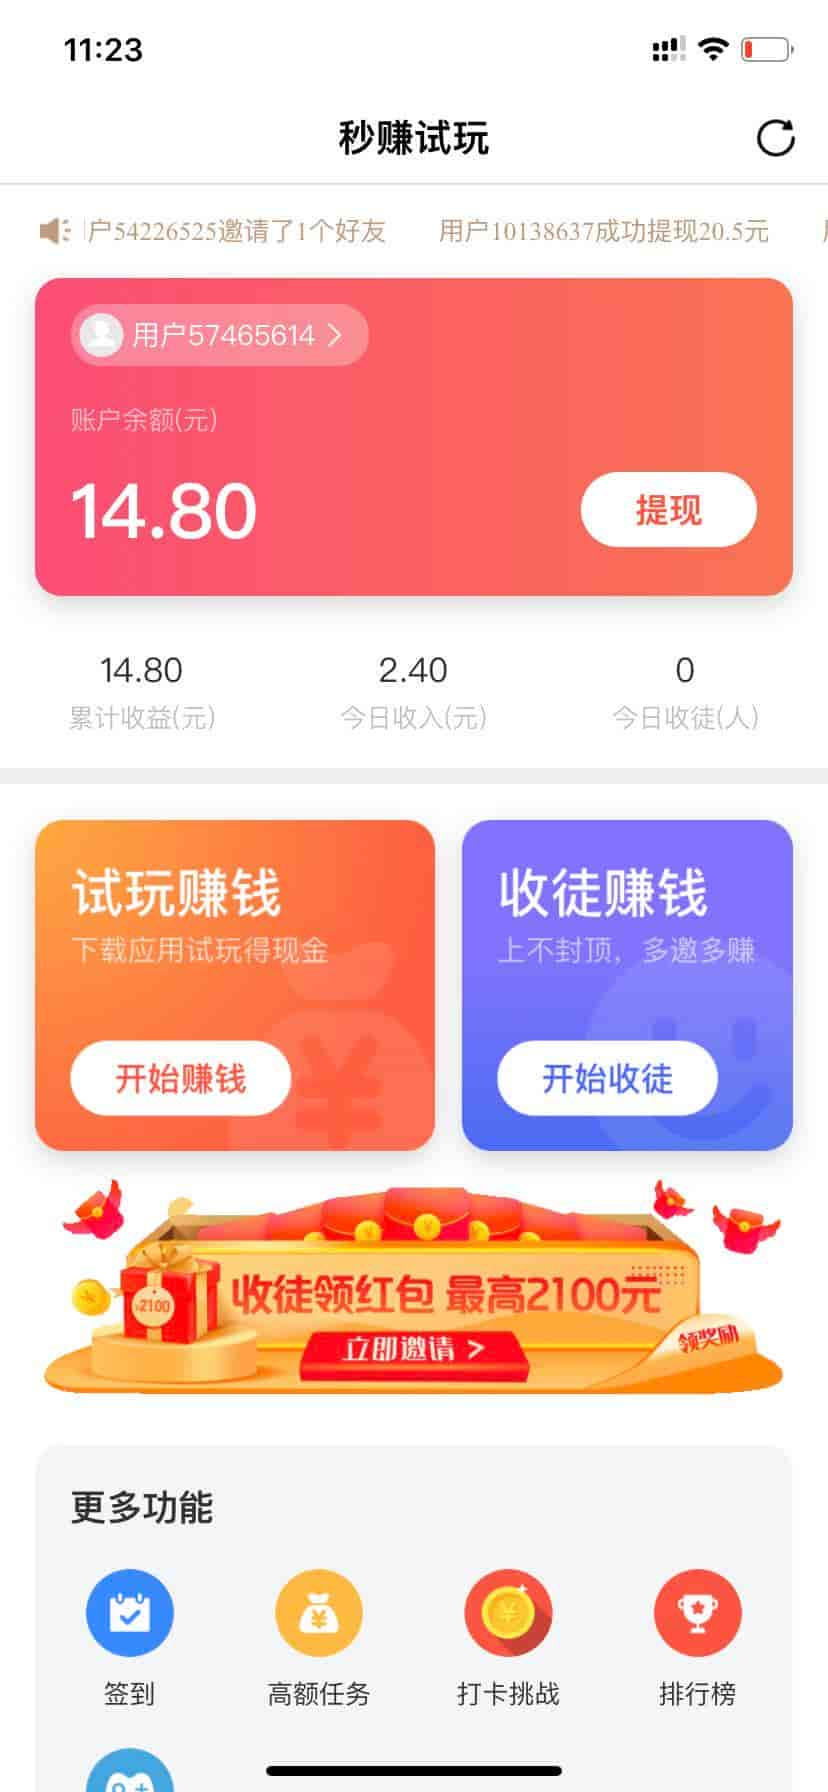 11:23
秒赚试玩
户54226525邀请了1个好友 用户10138637成功提现20.5元
用户57465614
账户余额(元)
14.80
提现
14.80 2.40 0
累计收益(元) 今日收入(元) 今日收徒(人)
试玩赚钱
下载应用试玩得现金
开始赚钱
收徒赚钱
上不封顶，多邀多赚
开始收徒
收徒领红包 最高2100元
¥2100
立即邀请 >
领奖励
更多功能
签到 高额任务 打卡挑战 排行榜